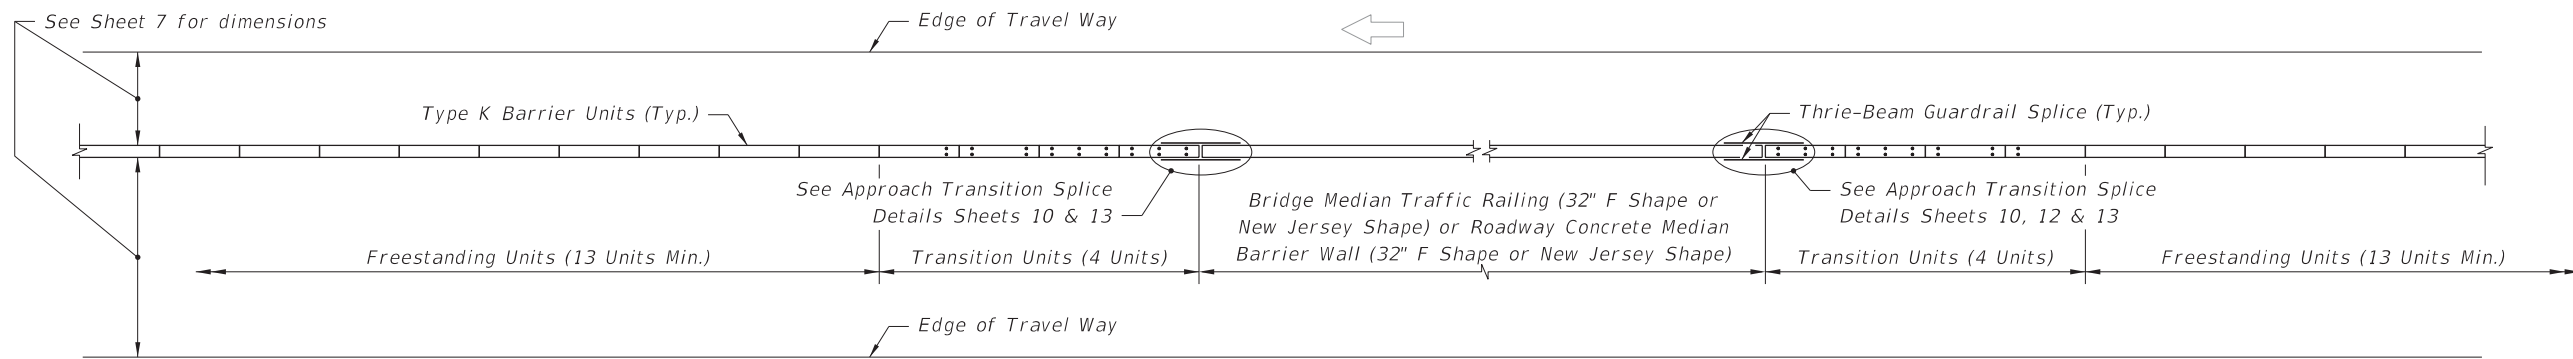 See Sheet 7 for dimensions
Edge of Travel Way
Type K Barrier Units (Typ.)
Thrie-Beam Guardrail Splice (Typ.)
See Approach Transition Splice
Details Sheets 10 & 13
Bridge Median Traffic Railing (32" F Shape or
New Jersey Shape) or Roadway Concrete Median
Barrier Wall (32" F Shape or New Jersey Shape)
See Approach Transition Splice
Details Sheets 10, 12 & 13
Freestanding Units (13 Units Min.)
Transition Units (4 Units)
Transition Units (4 Units)
Freestanding Units (13 Units Min.)
Edge of Travel Way